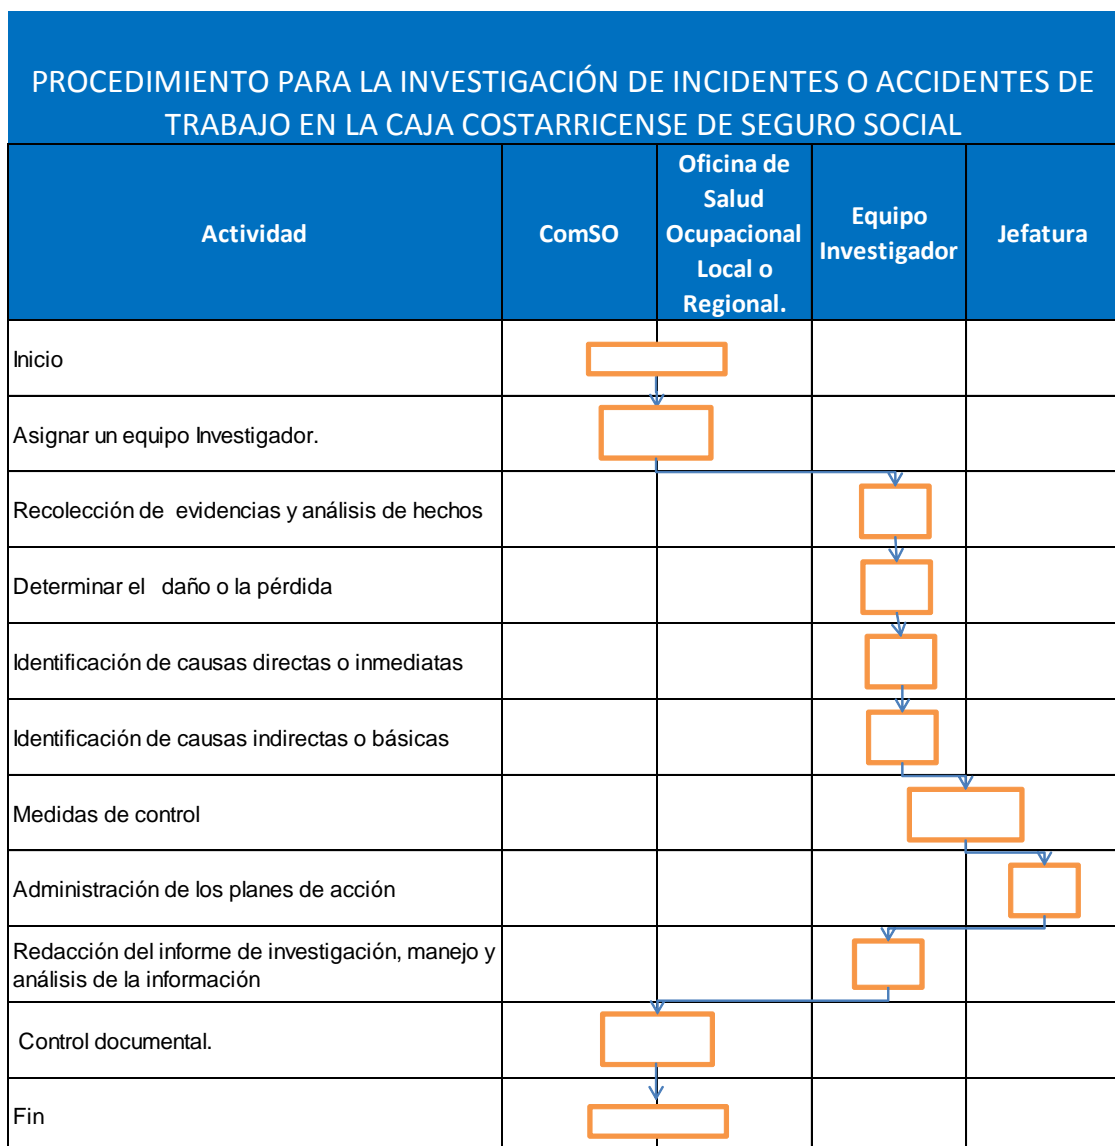 PROCEDIMIENTO PARA LA INVESTIGACIÓN DE INCIDENTES O ACCIDENTES DE
TRABAJO EN LA CAJA COSTARRICENSE DE SEGURO SOCIAL
Actividad
ComSO
Oficina de
Salud
Ocupacional
Local o
Regional.
Equipo
Investigador
Jefatura
Inicio
Asignar un equipo Investigador.
Recolección de evidencias y análisis de hechos
Determinar el daño o la pérdida
Identificación de causas directas o inmediatas
Identificación de causas indirectas o básicas
Medidas de control
Administración de los planes de acción
Redacción del informe de investigación, manejo y
análisis de la información
Control documental.
Fin